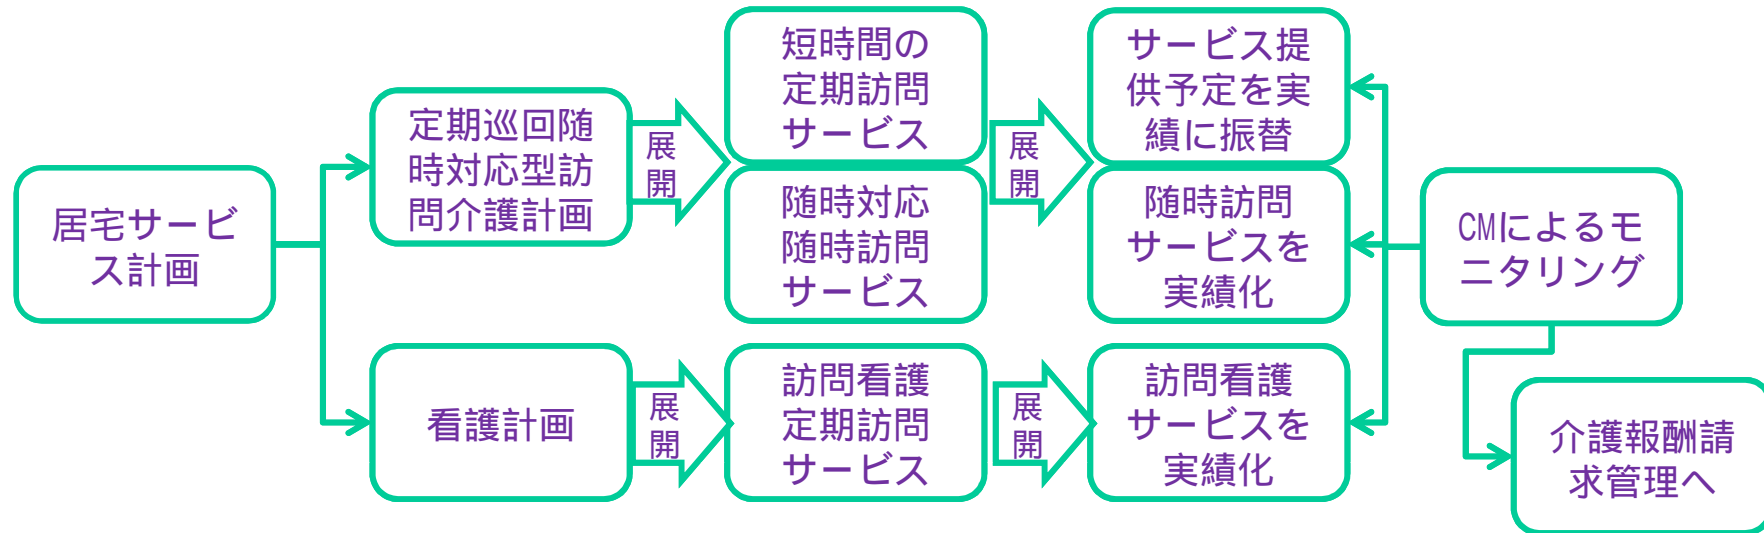 居宅サービ
ス計画
定期巡回随
時対応型訪
問介護計画
展
開
短時間の
定期訪問
サービス
随時対応
随時訪問
サービス
展
開
サービス提
供予定を実
績に振替
随時訪問
サービスを
実績化
CMによるモ
ニタリング
看護計画
展
開
訪問看護
定期訪問
サービス
展
開
訪問看護
サービスを
実績化
介護報酬請
求管理へ